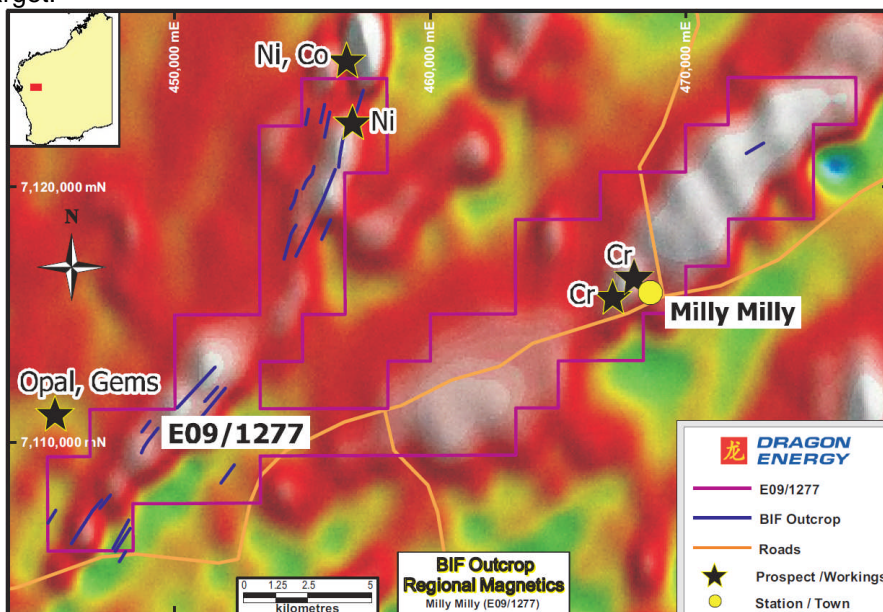 arget.
450,000 mE
460,000 mE
470,000 mE
Ni, Co
Ni
7,120,000 mN
N
Cr
Cr
Milly Milly
Opal, Gems
E09/1277
7,110,000 mN
龙 DRAGON
ENERGY
E09/1277
BIF Outcrop
Roads
Prospect /Workings
Station / Town
BIF Outcrop
Regional Magnetics
Milly Milly (E09/1277)
0 1.25 2.5 5
kilometres